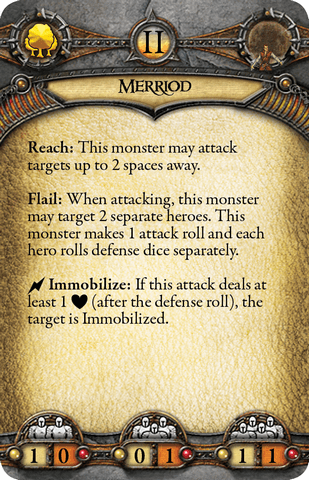 II
MERRIOD
Reach: This monster may attack
targets up to 2 spaces away.
Flail: When attacking, this monster
may target 2 separate heroes. This
monster makes 1 attack roll and each
hero rolls defense dice separately.
Immobilize: If this attack deals at
least 1 ♥ (after the defense roll), the
target is Immobilized.
1 0 0 1 1 1